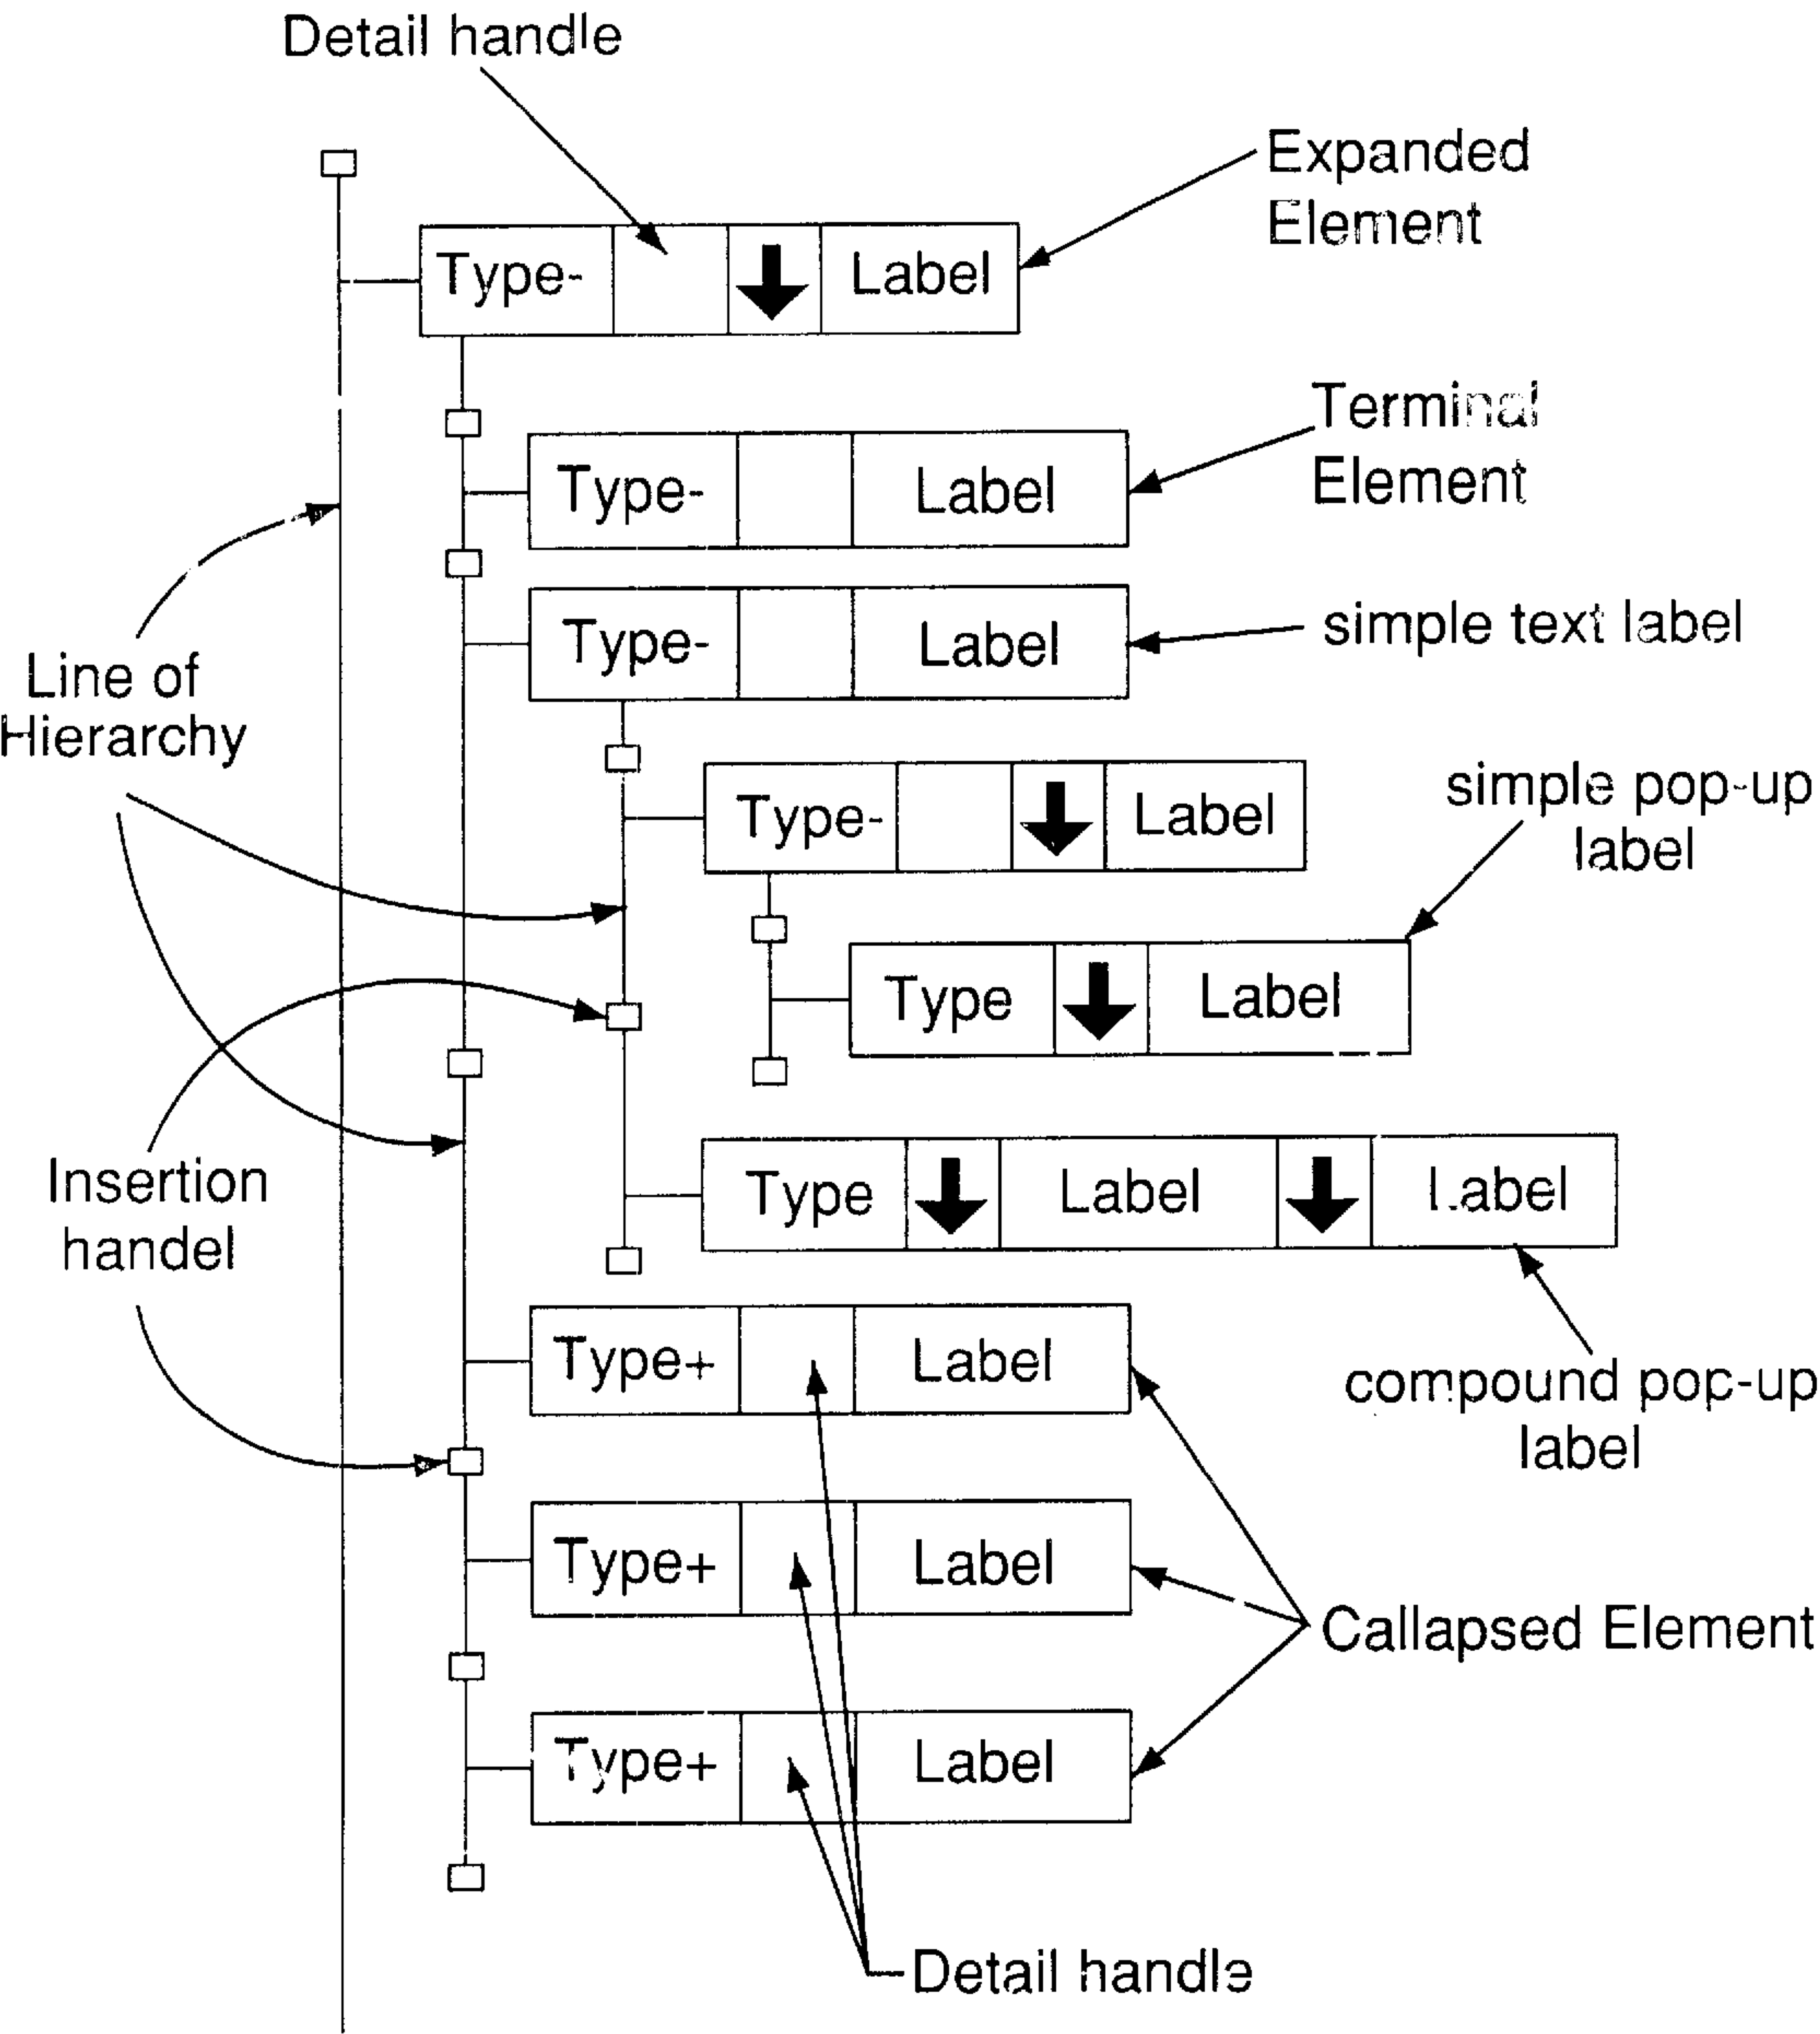 Detail handle
Expanded
Element
Type- Label
Terminal
Element
Type- Label
simple text label
Type- Label
Line of
Hierarchy
simple pop-up
label
Type- Label
Type Label
Insertion
handel
Type Label Label
compound pop-up
label
Type+ Label
Type+ Label
Callapsed Element
Type+ Label
Detail handle